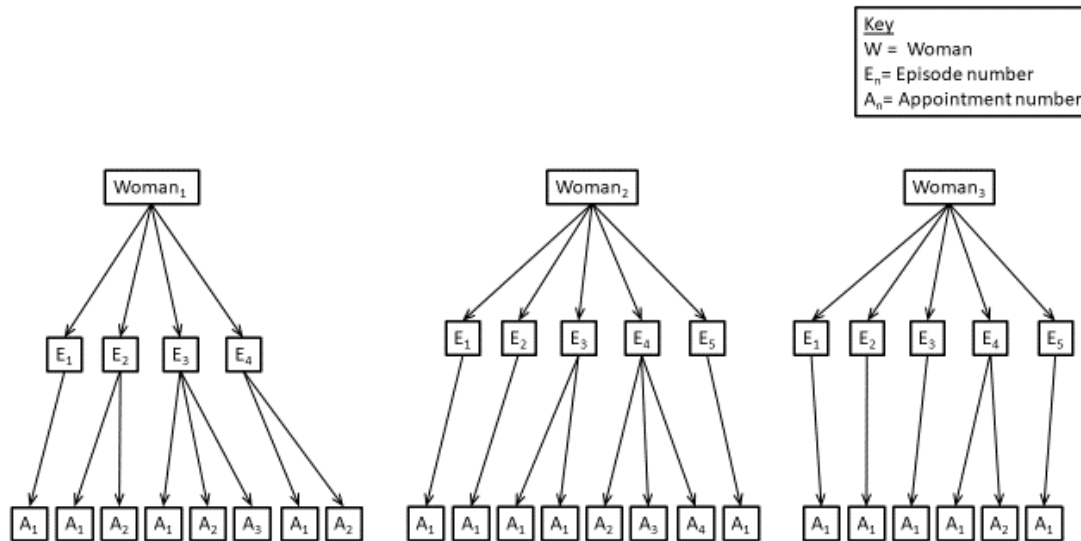 Key
W = Woman
Eₙ= Episode number
Aₙ= Appointment number
Woman₁ Woman₂ Woman₃
E₁ E₂ E₃ E₄ E₁ E₂ E₃ E₄ E₅ E₁ E₂ E₃ E₄ E₅
A₁ A₁ A₂ A₁ A₂ A₃ A₁ A₂ A₁ A₁ A₁ A₁ A₂ A₃ A₄ A₁ A₁ A₁ A₁ A₁ A₂ A₁